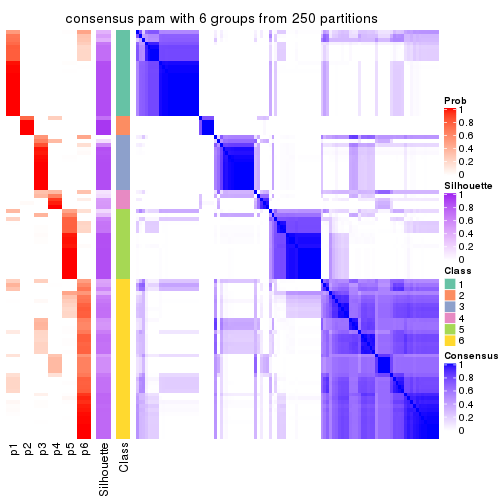 consensus pam with 6 groups from 250 partitions
Prob
1
0.8
0.6
0.4
0.2
0
Silhouette
1
0.8
0.6
0.4
0.2
0
Class
1
2
3
4
5
6
Consensus
1
0.8
0.6
0.4
0.2
0
p1
p2
p3
p4
p5
p6
Silhouette
Class